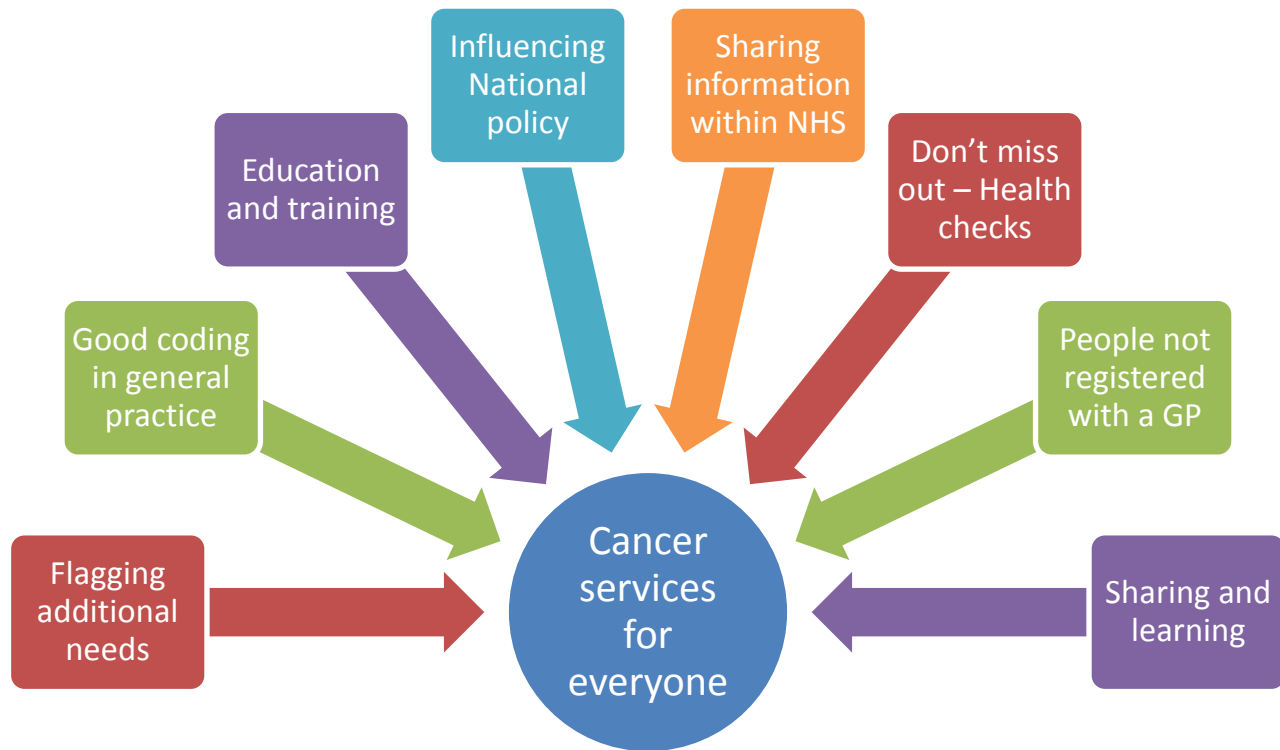 Influencing
National
policy
Sharing
information
within NHS
Education
and training
Don’t miss
out – Health
checks
Good coding
in general
practice
People not
registered
with a GP
Flagging
additional
needs
Cancer
services
for
everyone
Sharing and
learning